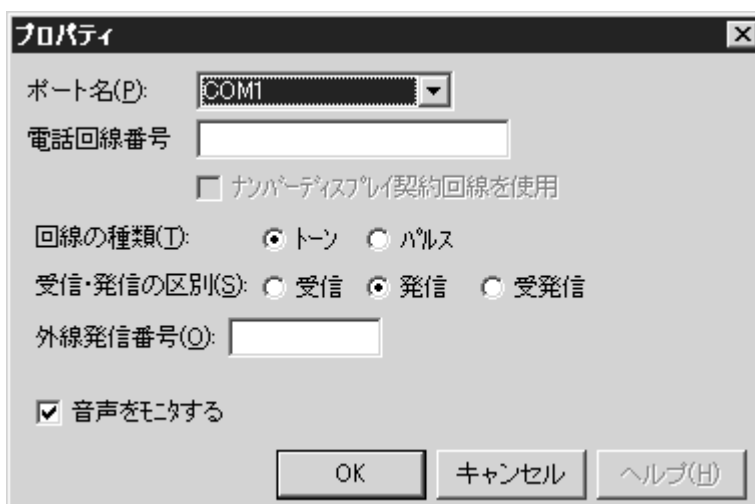 プロパティ
ポート名(P): COM1
電話回線番号
ナンバーディスプレイ契約回線を使用
回線の種類(T): トーン パルス
受信・発信の区別(S): 受信 発信 受発信
外線発信番号(O):
音声をモニタする
OK キャンセル ヘルプ(H)